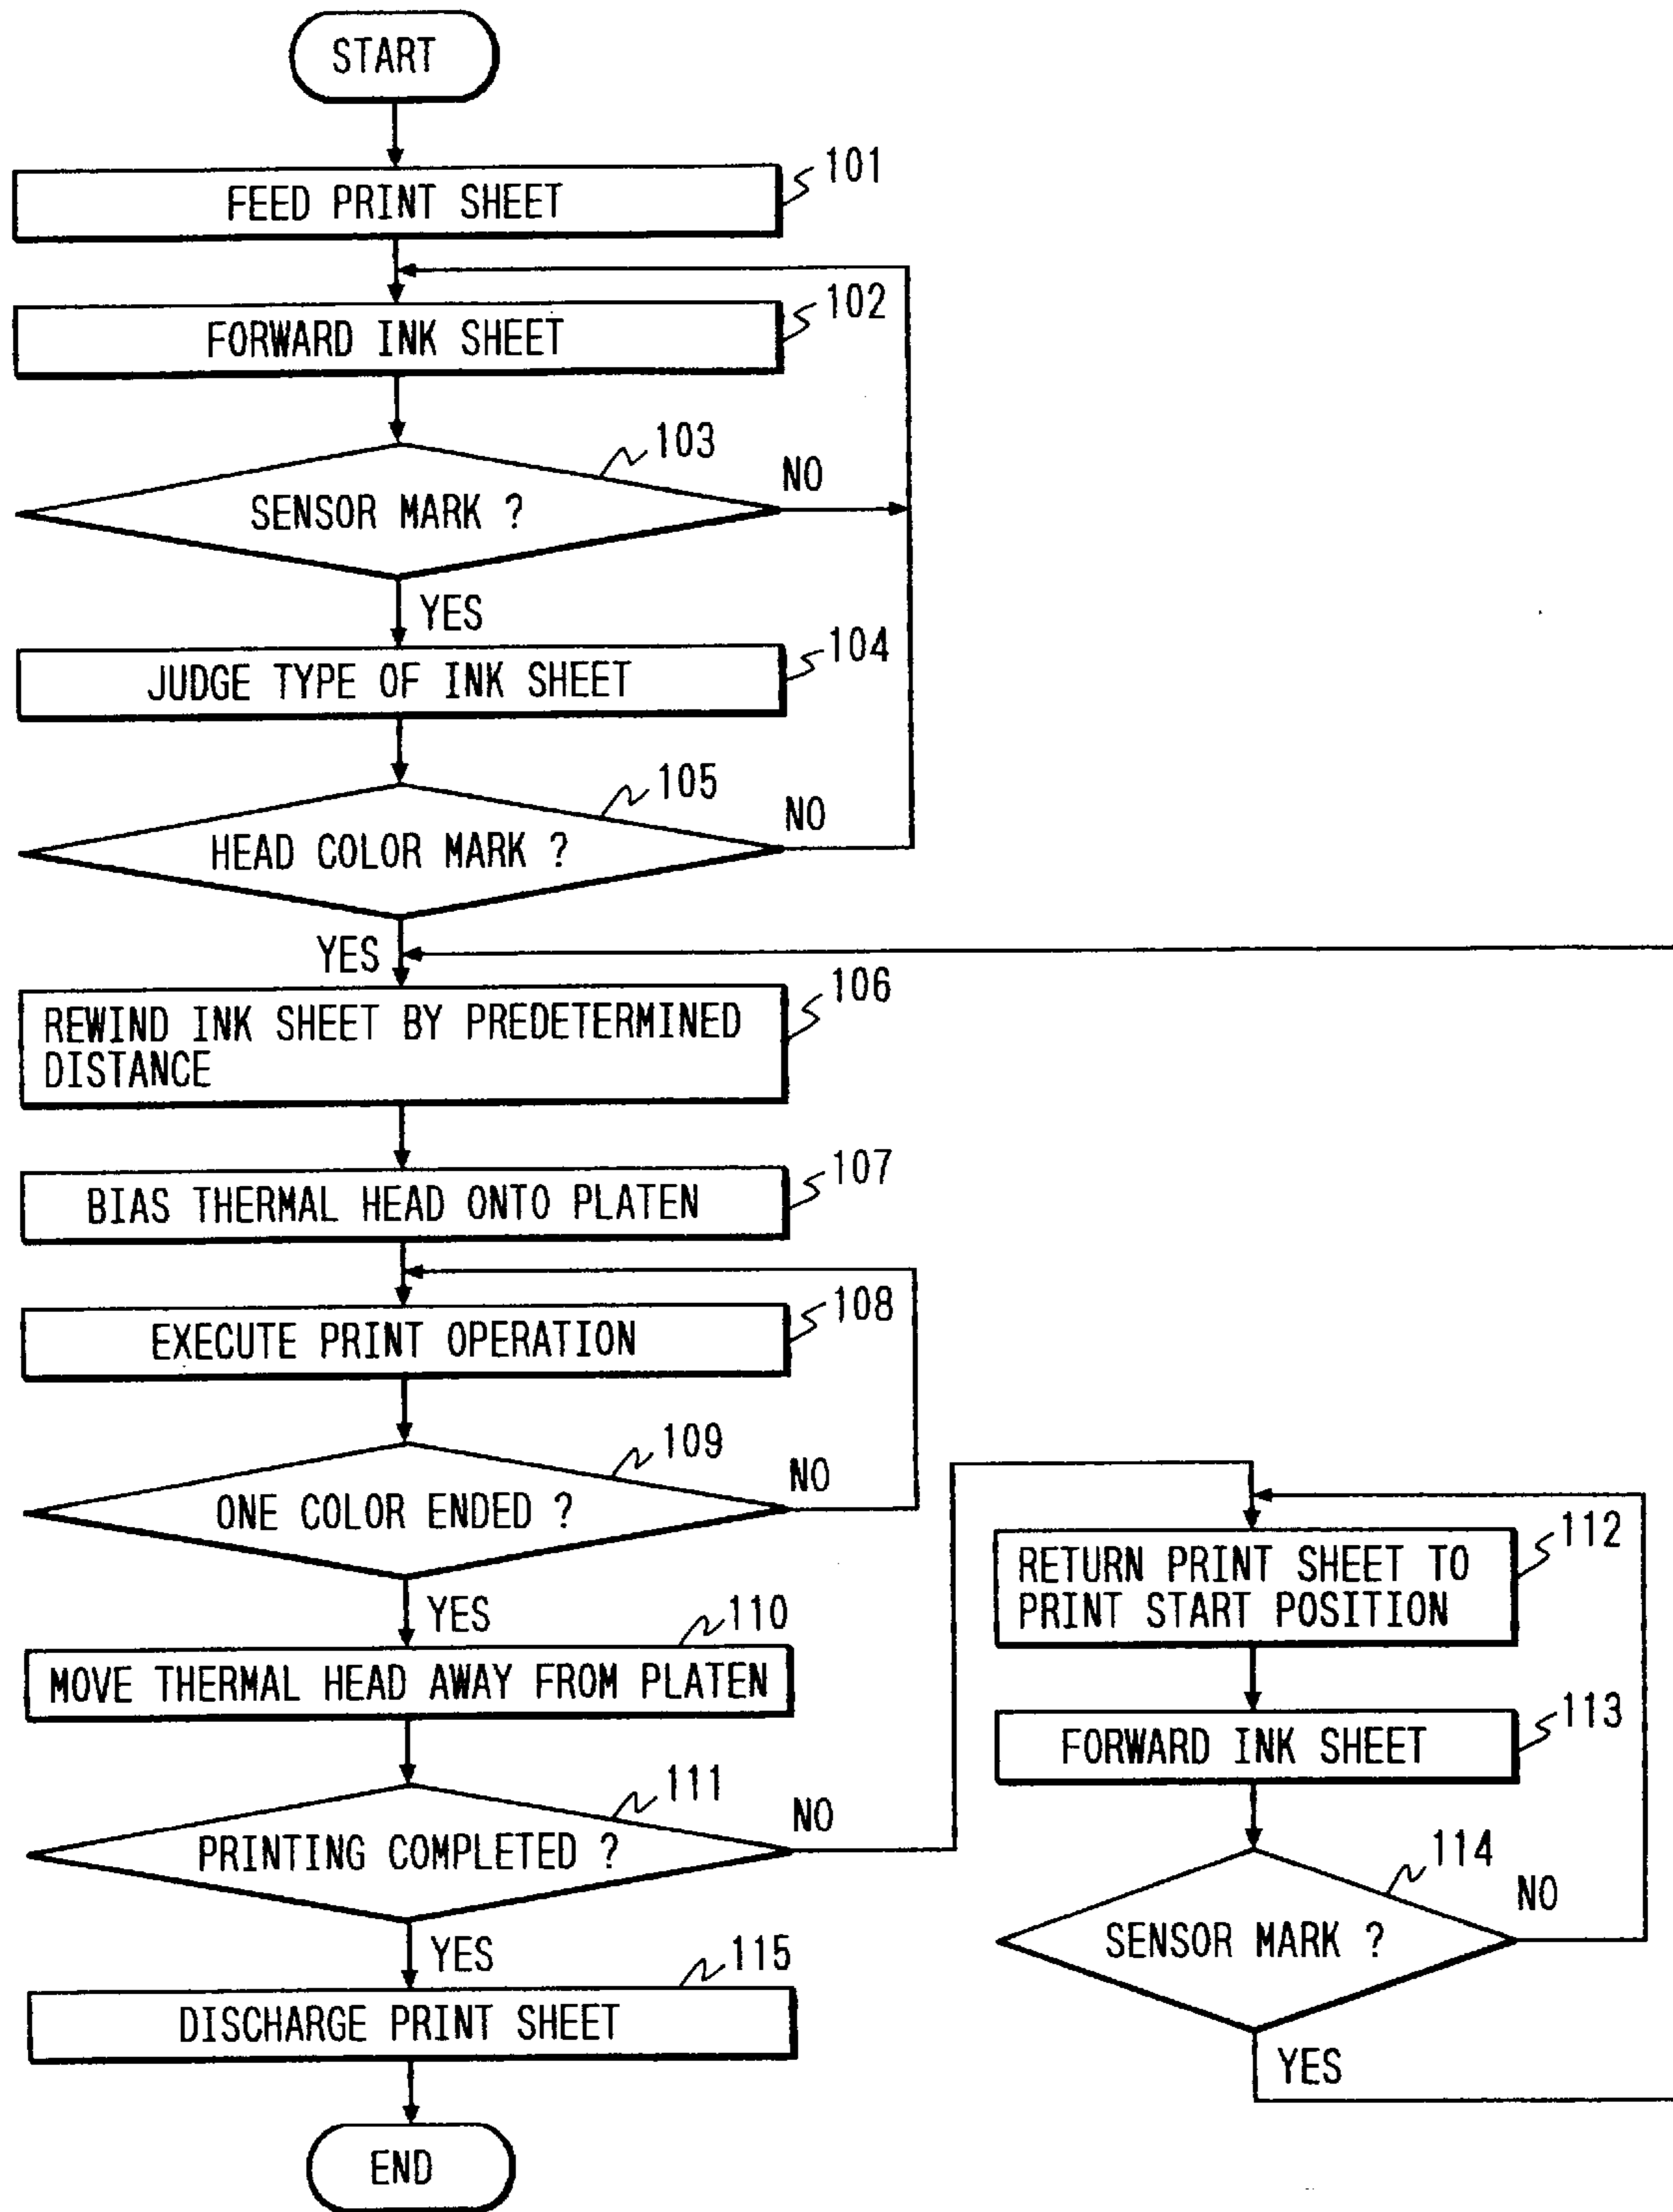 START
101
FEED PRINT SHEET
102
FORWARD INK SHEET
103
SENSOR MARK ?
NO
YES
104
JUDGE TYPE OF INK SHEET
105
HEAD COLOR MARK ?
NO
YES
106
REWIND INK SHEET BY PREDETERMINED
DISTANCE
107
BIAS THERMAL HEAD ONTO PLATEN
108
EXECUTE PRINT OPERATION
109
ONE COLOR ENDED ?
NO
YES
110
MOVE THERMAL HEAD AWAY FROM PLATEN
111
PRINTING COMPLETED ?
NO
YES
112
RETURN PRINT SHEET TO
PRINT START POSITION
113
FORWARD INK SHEET
114
SENSOR MARK ?
NO
YES
115
DISCHARGE PRINT SHEET
END